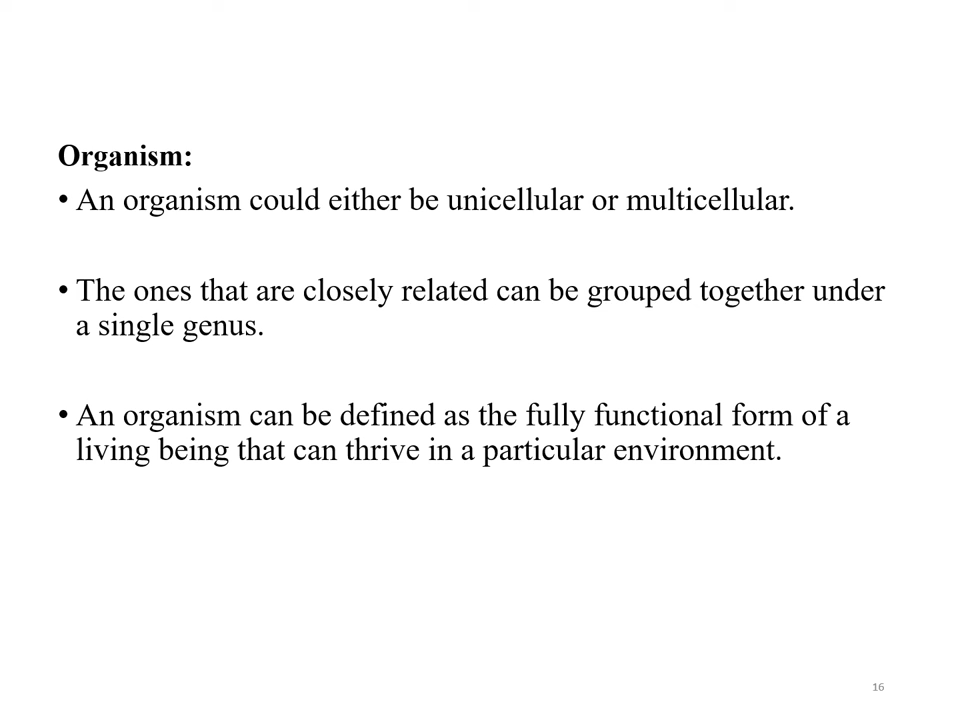 Organism:
• An organism could either be unicellular or multicellular.
• The ones that are closely related can be grouped together under
a single genus.
• An organism can be defined as the fully functional form of a
living being that can thrive in a particular environment.
16